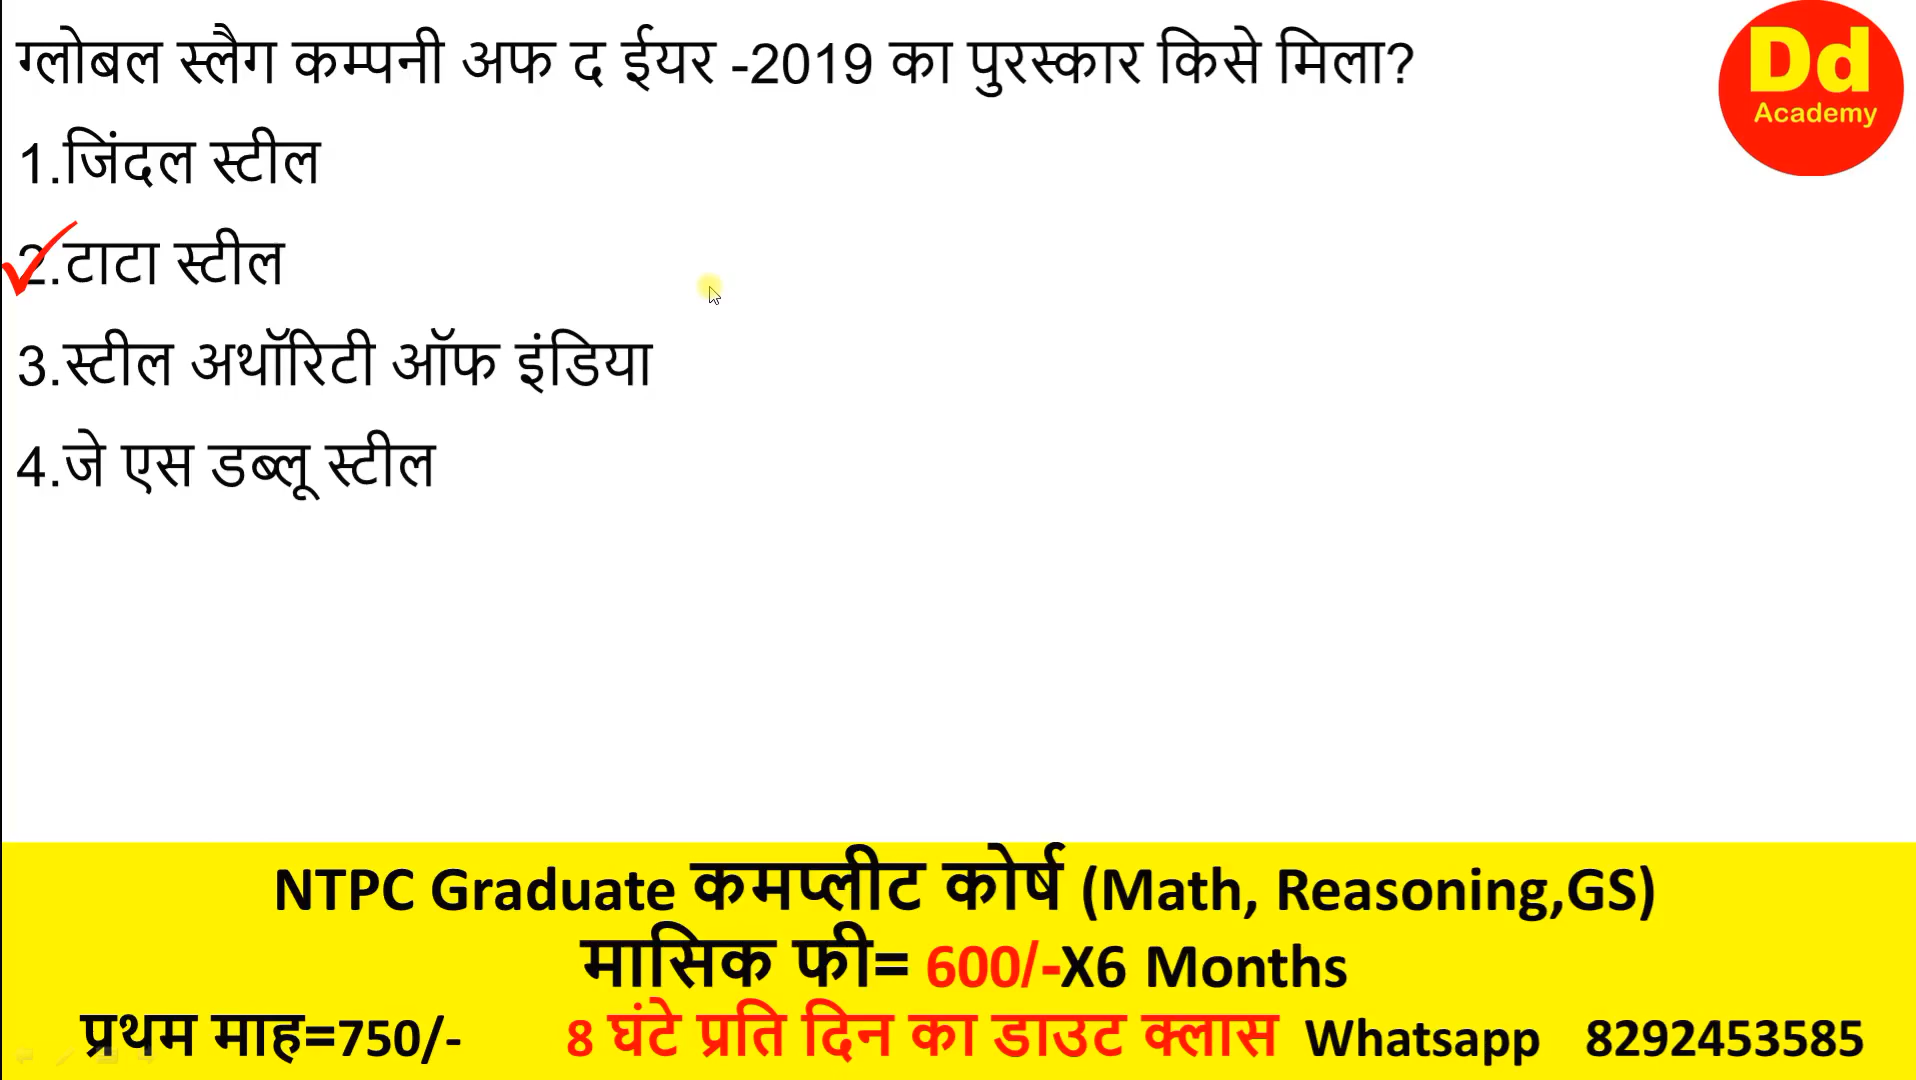 ग्लोबल स्लैग कम्पनी अफ द ईयर -2019 का पुरस्कार किसे मिला?
Dd
Academy
1.जिंदल स्टील
2.टाटा स्टील
3.स्टील अथॉरिटी ऑफ इंडिया
4.जे एस डब्लू स्टील
NTPC Graduate कमप्लीट कोर्ष (Math, Reasoning,GS)
मासिक फी= 600/-X6 Months
प्रथम माह=750/- 8 घंटे प्रति दिन का डाउट क्लास Whatsapp 8292453585